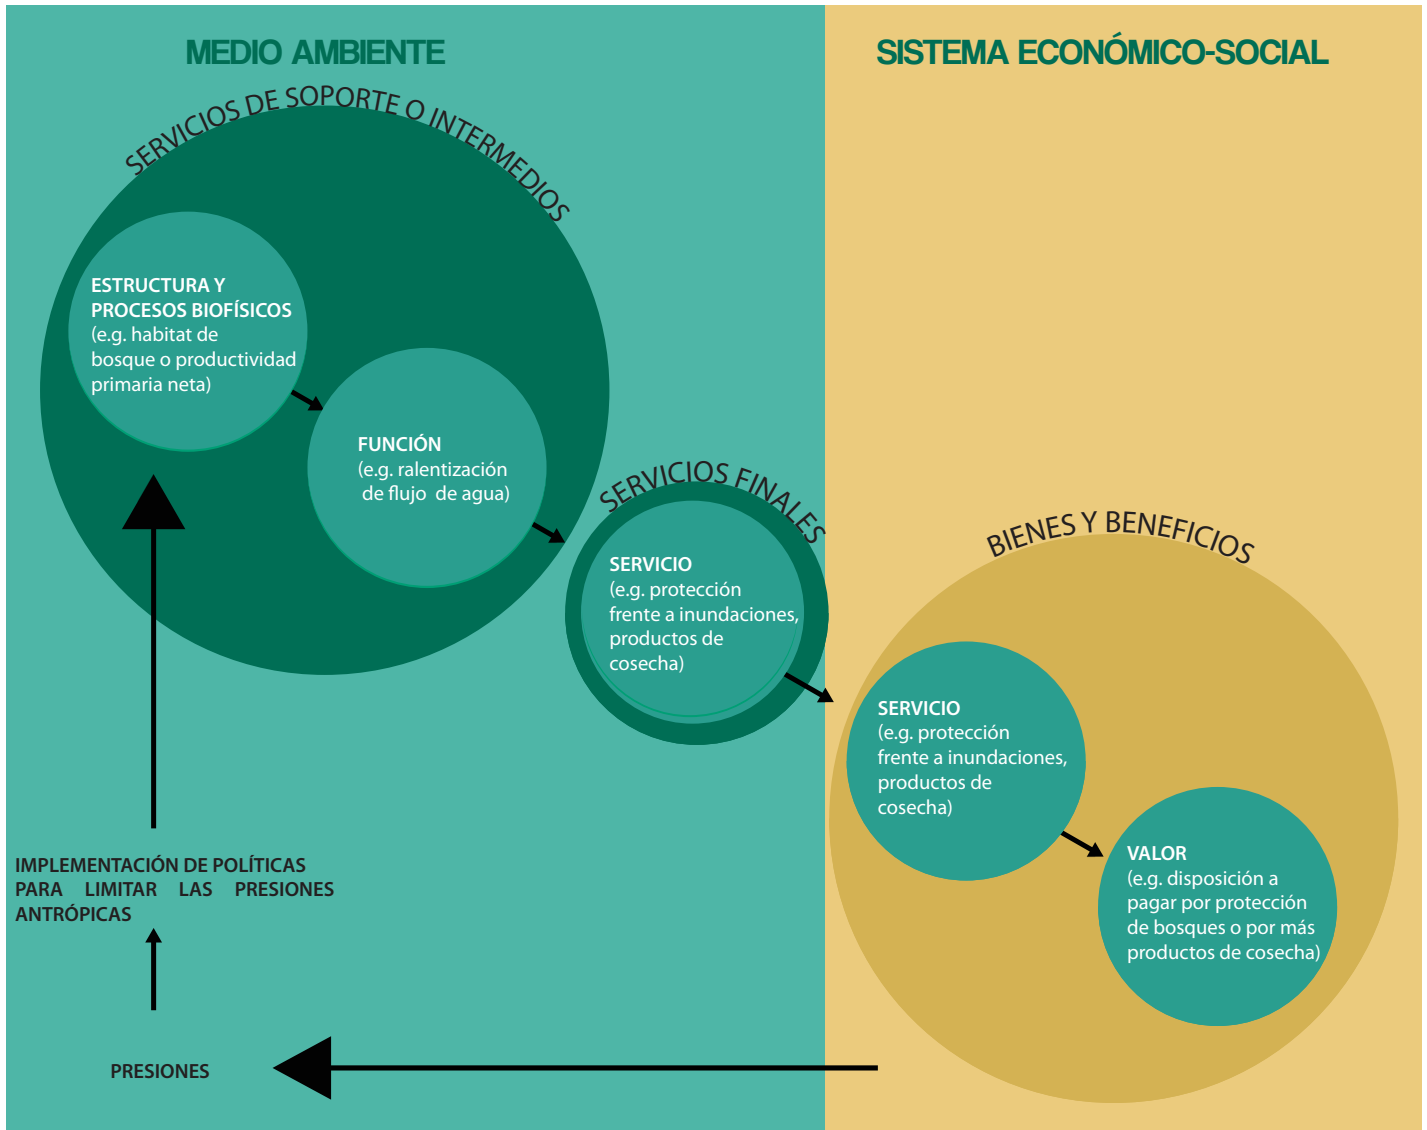 MEDIO AMBIENTE
SISTEMA ECONÓMICO-SOCIAL
SERVICIOS DE SOPORTE O INTERMEDIOS
ESTRUCTURA Y
PROCESOS BIOFÍSICOS
(e.g. habitat de
bosque o productividad
primaria neta)
FUNCIÓN
(e.g. ralentización
de flujo de agua)
SERVICIOS FINALES
SERVICIO
(e.g. protección
frente a inundaciones,
productos de
cosecha)
BIENES Y BENEFICIOS
SERVICIO
(e.g. protección
frente a inundaciones,
productos de
cosecha)
VALOR
(e.g. disposición a
pagar por protección
de bosques o por más
productos de cosecha)
IMPLEMENTACIÓN DE POLÍTICAS
PARA LIMITAR LAS PRESIONES
ANTRÓPICAS
PRESIONES